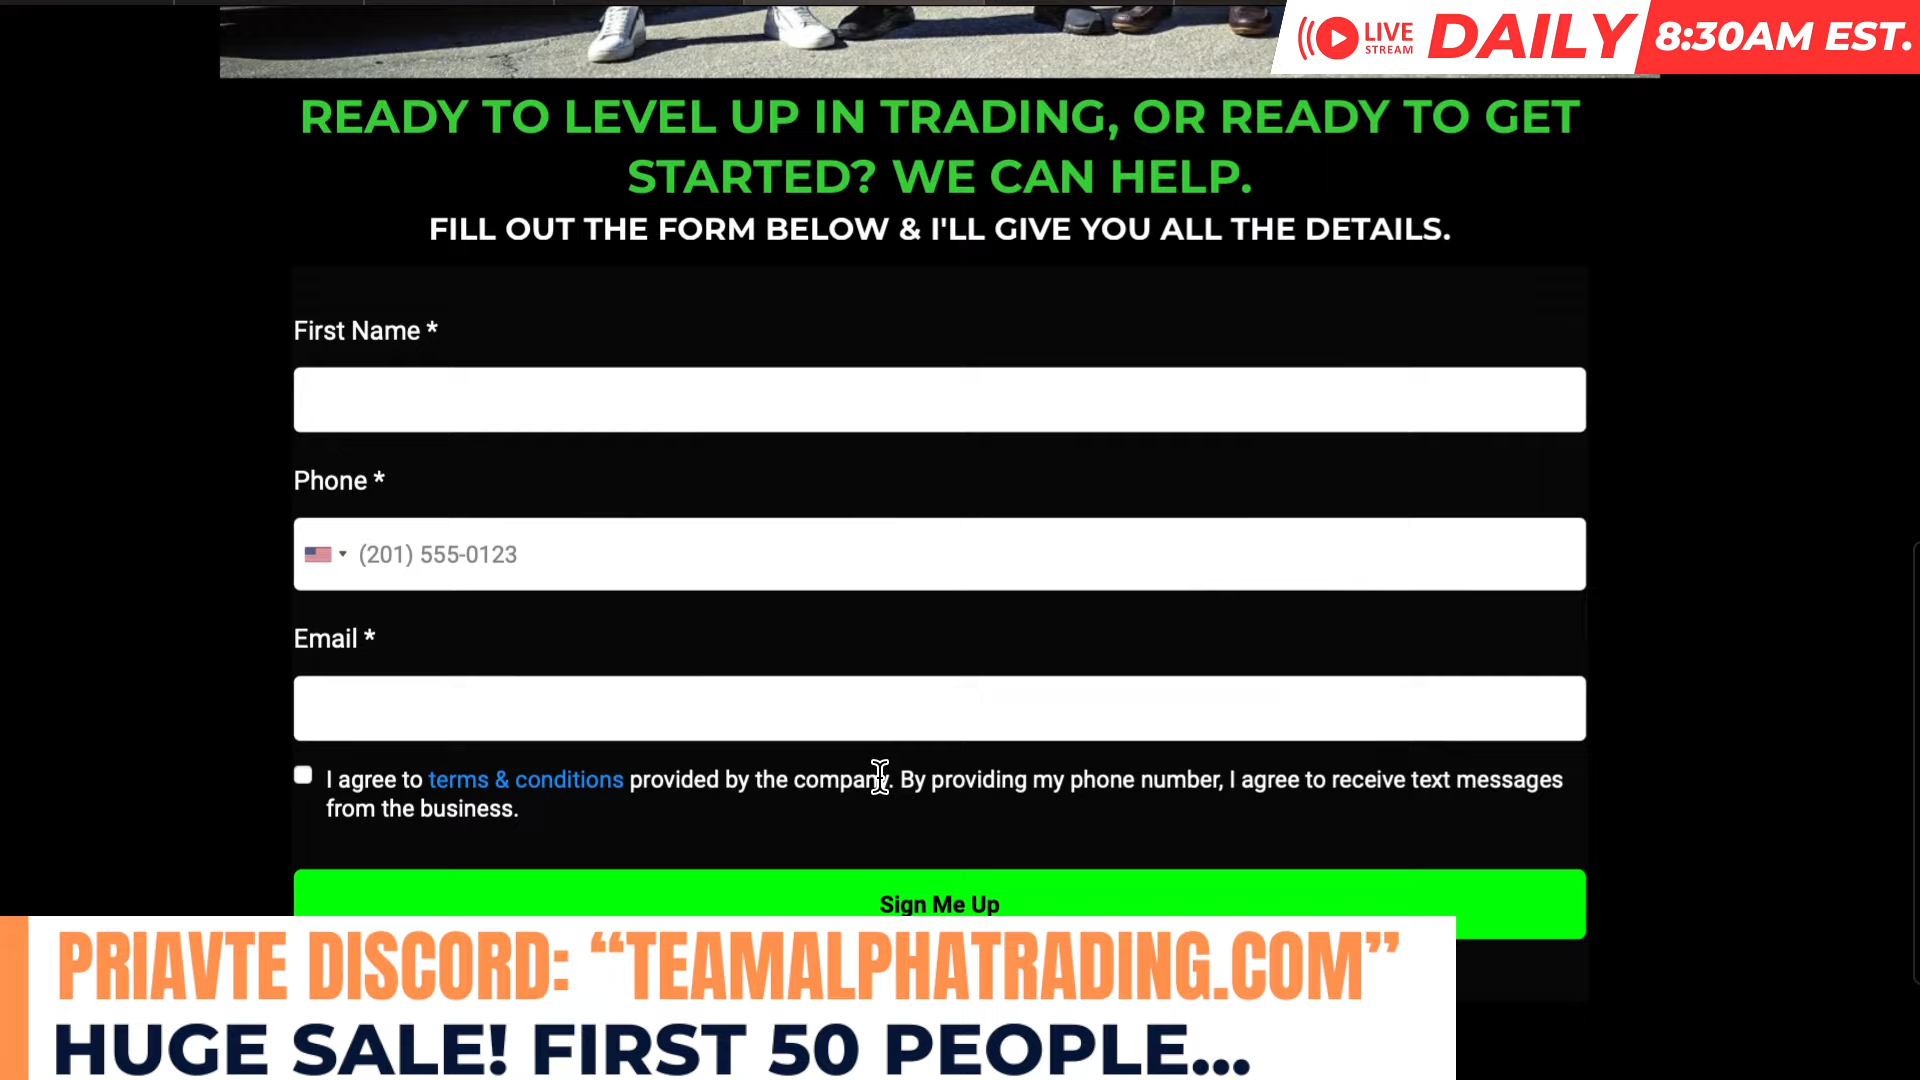 LIVE
STREAM
DAILY
8:30AM EST.
READY TO LEVEL UP IN TRADING, OR READY TO GET
STARTED? WE CAN HELP.
FILL OUT THE FORM BELOW & I'LL GIVE YOU ALL THE DETAILS.
First Name *
Phone *
(201) 555-0123
Email *
I agree to terms & conditions provided by the company. By providing my phone number, I agree to receive text messages
from the business.
Sign Me Up
PRIAVTE DISCORD: “TEAMALPHATRADING.COM”
HUGE SALE! FIRST 50 PEOPLE...